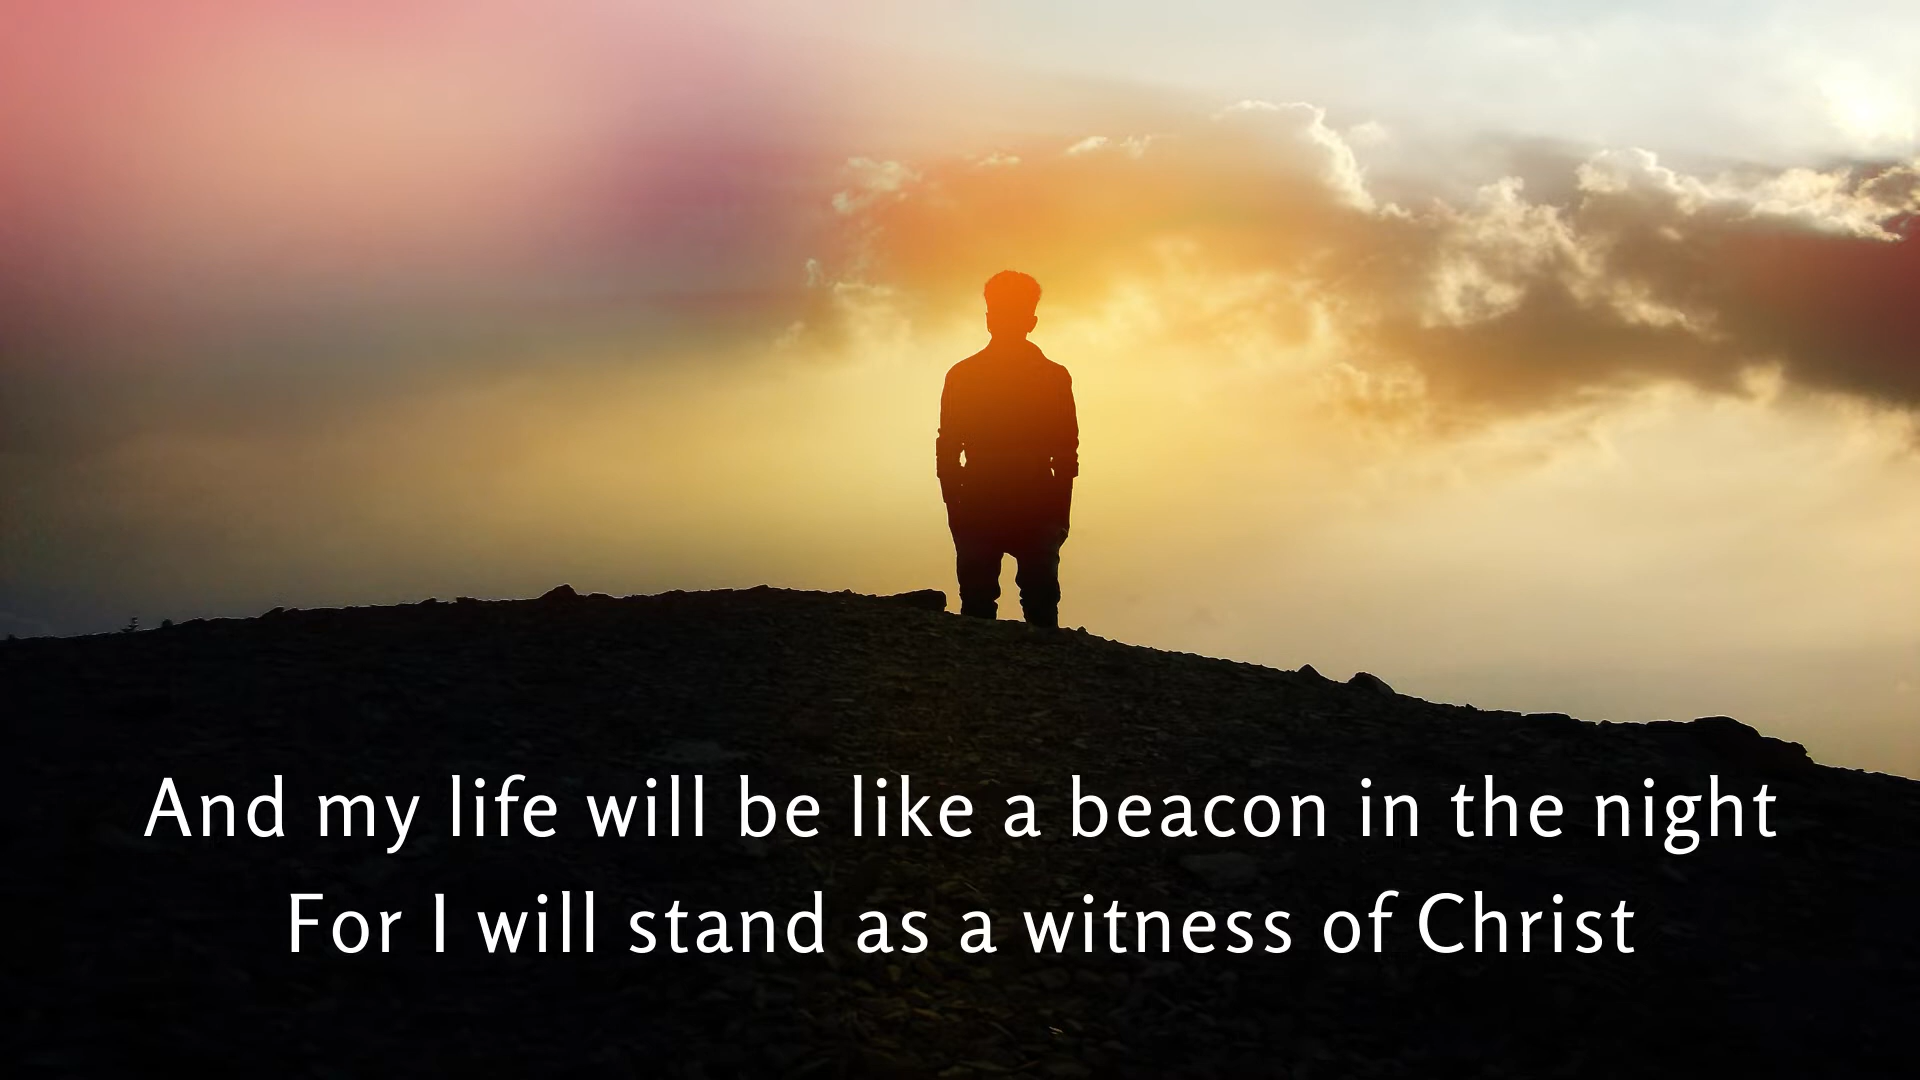 And my life will be like a beacon in the night
For I will stand as a witness of Christ